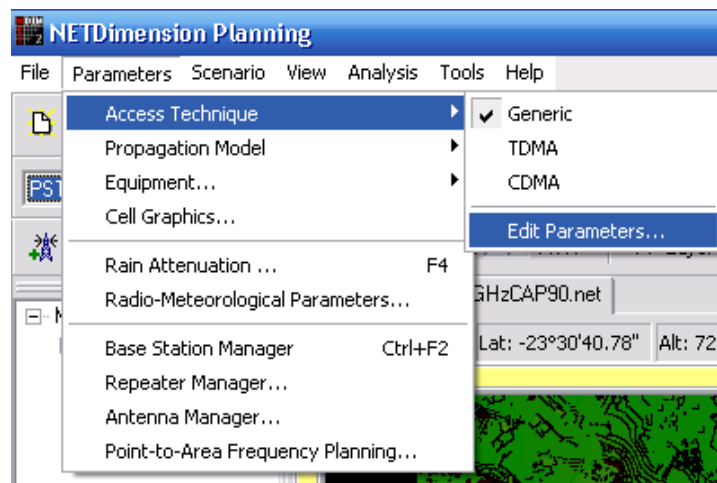 NETDimension Planning
File Parameters Scenario View Analysis Tools Help
Access Technique
Generic
Propagation Model
TDMA
Equipment...
CDMA
Cell Graphics...
Edit Parameters...
Rain Attenuation ... F4
Radio-Meteorological Parameters...
GHzCAP90.net
Base Station Manager Ctrl+F2
Lat: -23°30'40.78" Alt: 72
Repeater Manager...
Antenna Manager...
Point-to-Area Frequency Planning...